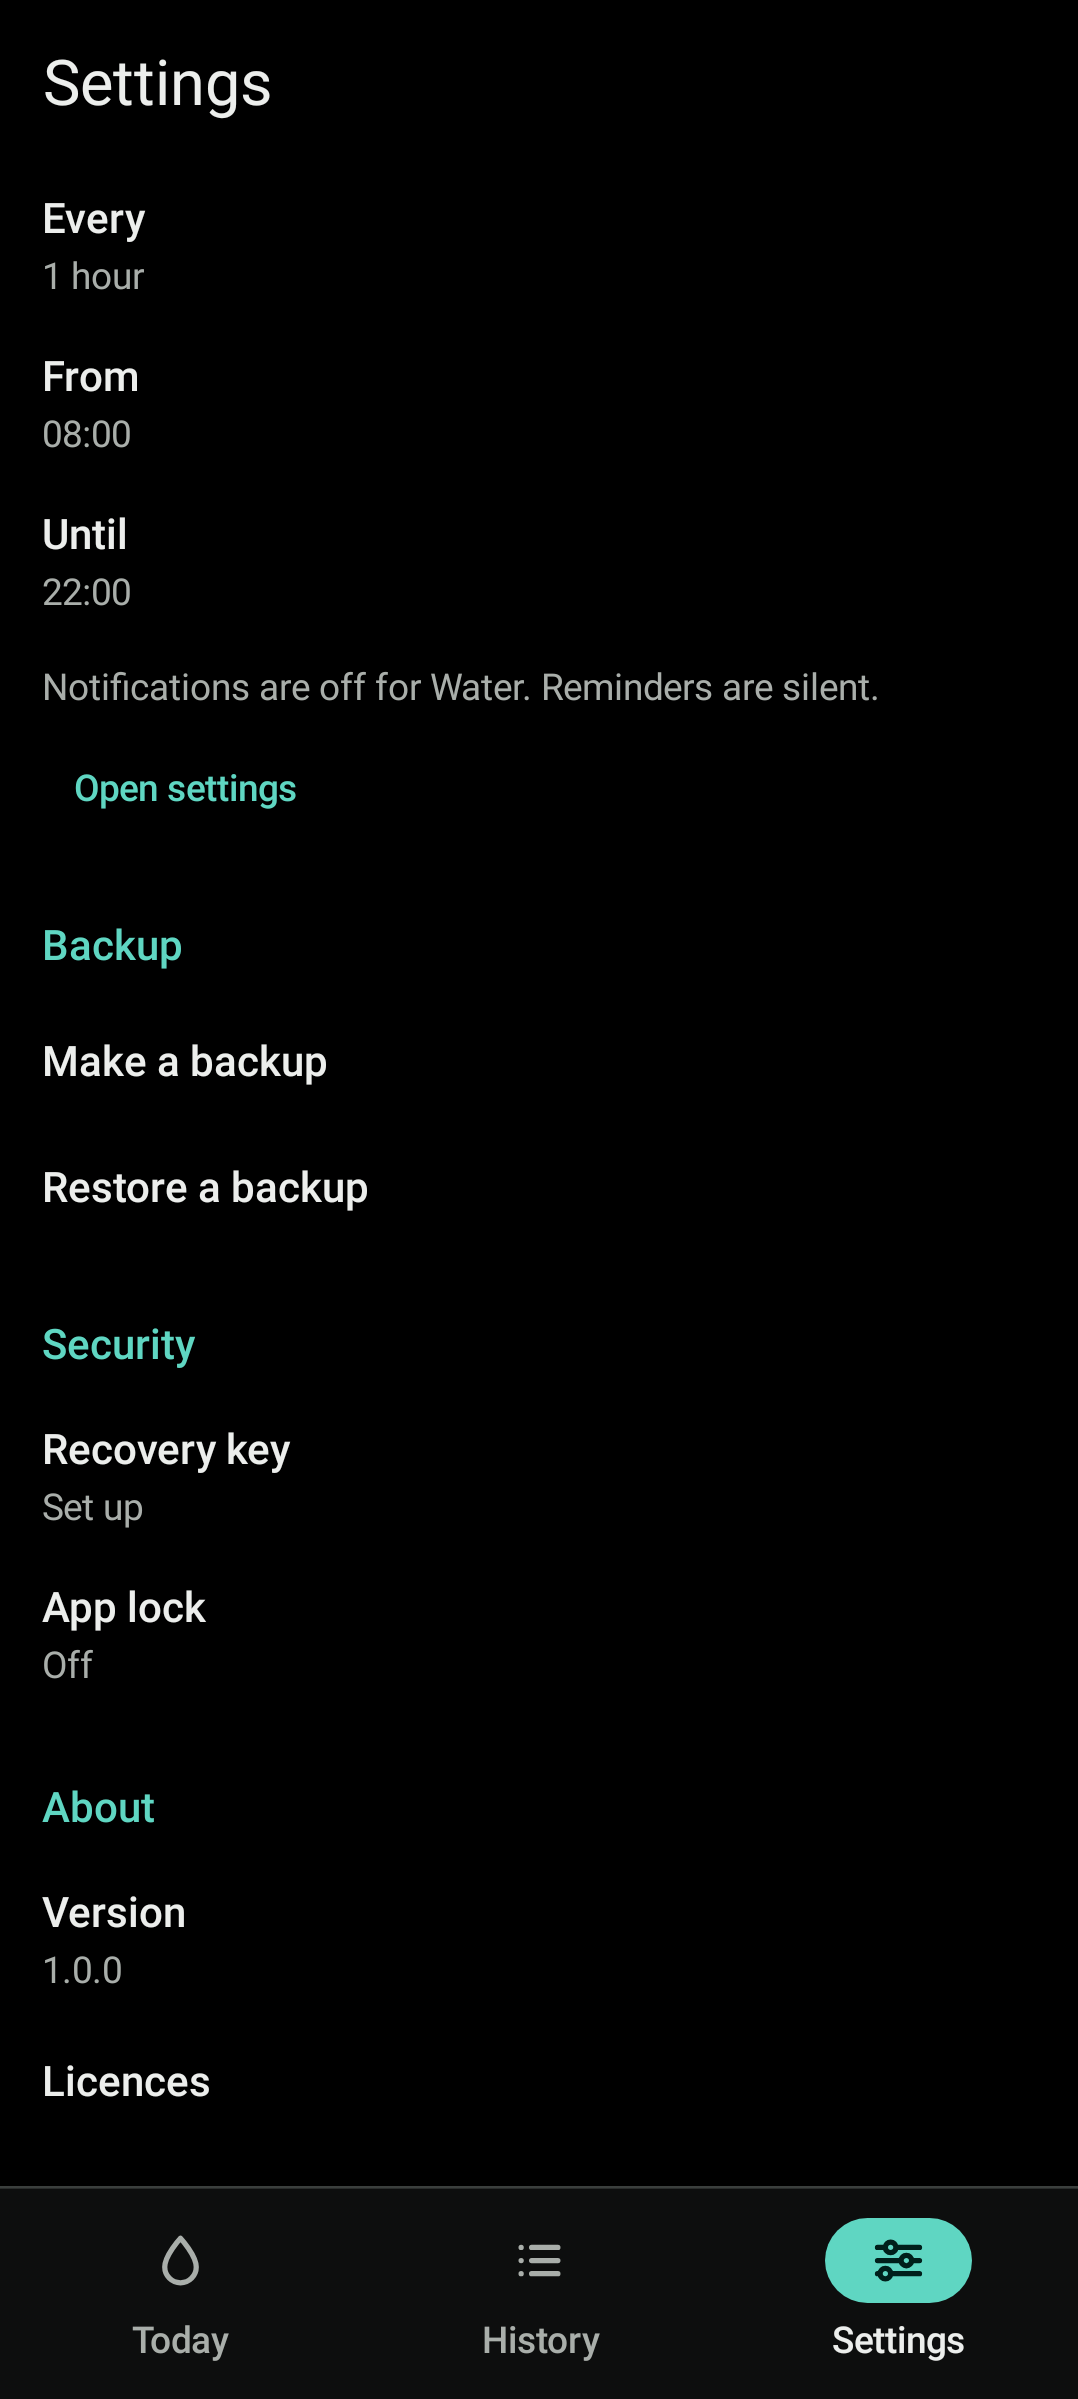 Settings
Every
1 hour
From
08:00
Until
22:00
Notifications are off for Water. Reminders are silent.
Open settings
Backup
Make a backup
Restore a backup
Security
Recovery key
Set up
App lock
Off
About
Version
1.0.0
Licences
Today
History
Settings